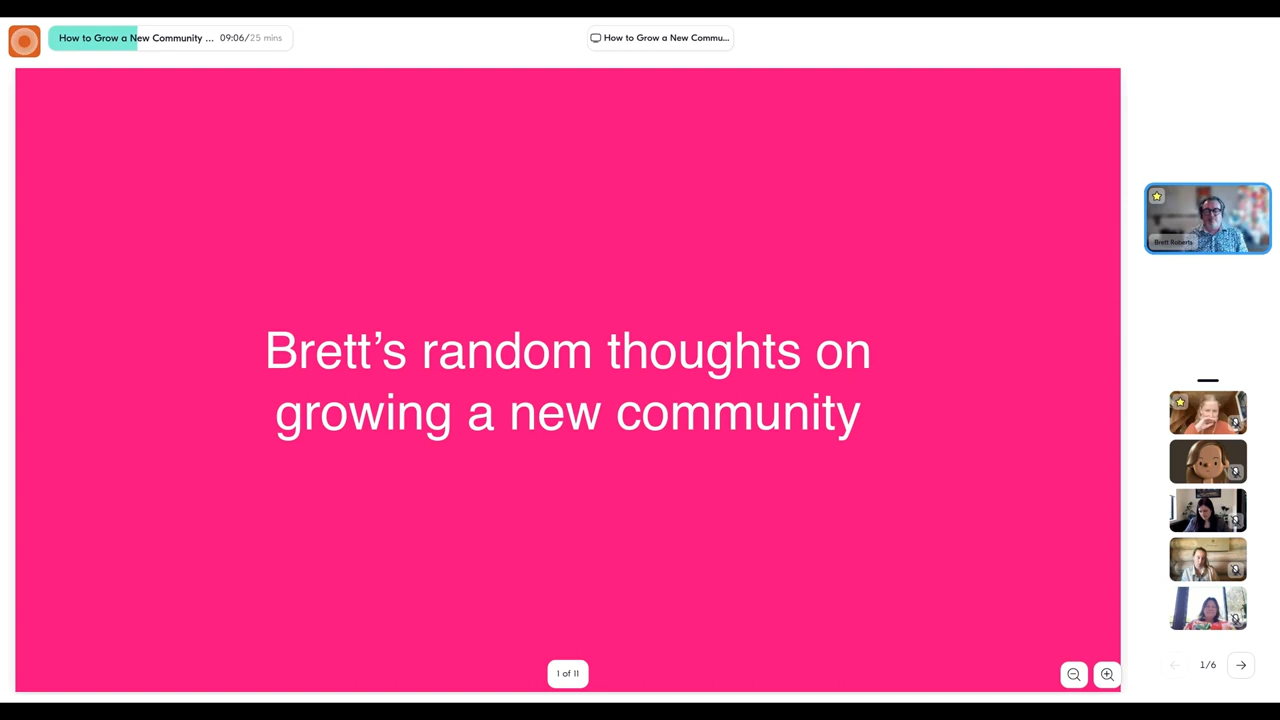 How to Grow a New Community ... 09:06/25 mins
How to Grow a New Commu...
Brett’s random thoughts on
growing a new community
Brett Roberts
1 of 11
1/6